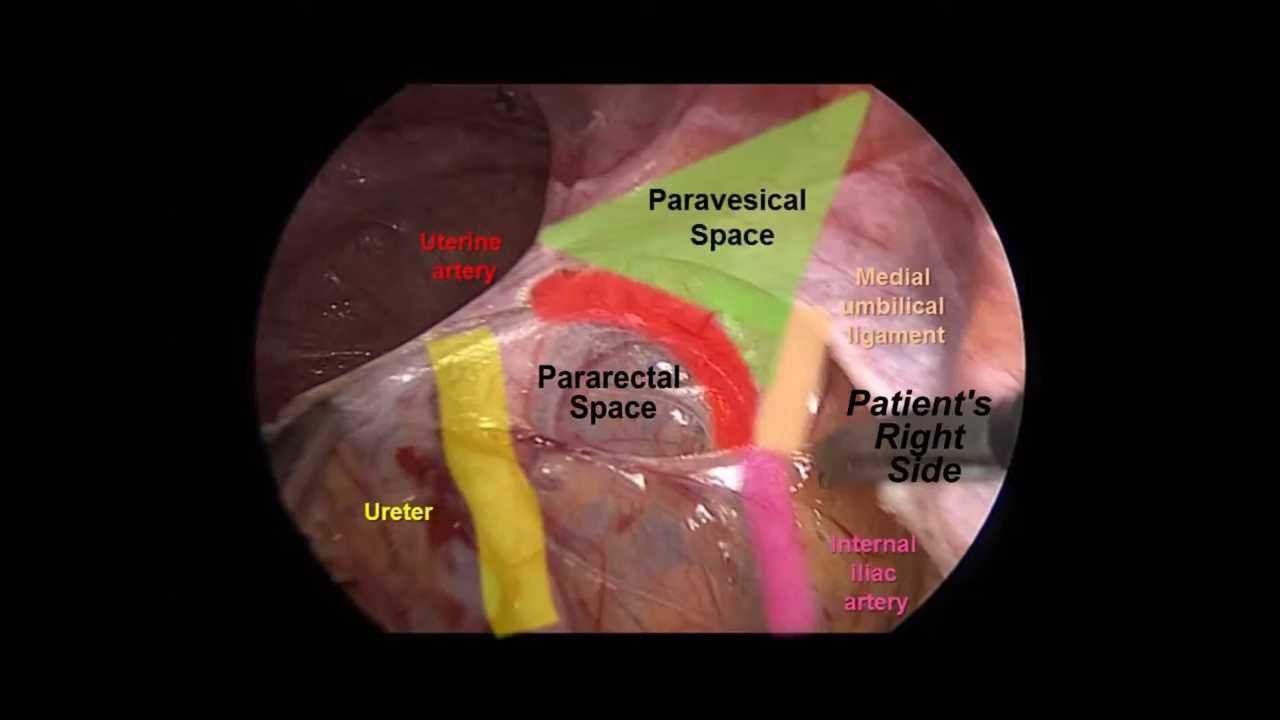 Paravesical
Space
Uterine
artery
Medial
umbilical
ligament
Pararectal
Space
Patient's
Right
Side
Ureter
Internal
iliac
artery